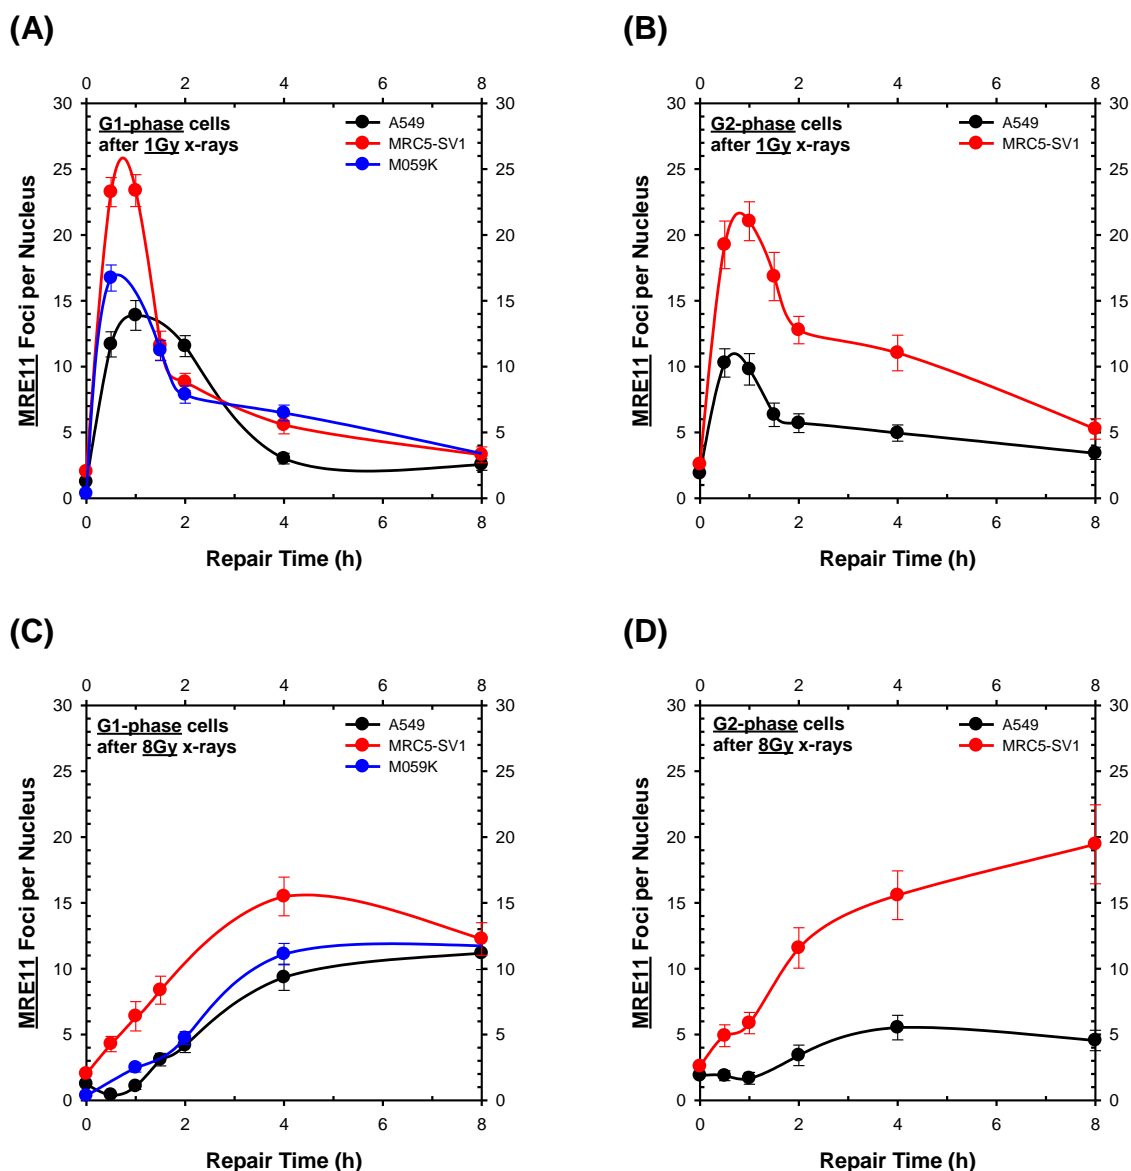 (A)
0 2 4 6 8
30 30
G1-phase cells
after 1Gy x-rays
A549
MRC5-SV1
M059K
25 25
20 20
15 15
10 10
5 5
0 0
MRE11 Foci per Nucleus
0 2 4 6 8
Repair Time (h)
(B)
0 2 4 6 8
30 30
G2-phase cells
after 1Gy x-rays
A549
MRC5-SV1
25 25
20 20
15 15
10 10
5 5
0 0
MRE11 Foci per Nucleus
0 2 4 6 8
Repair Time (h)
(C)
0 2 4 6 8
30 30
G1-phase cells
after 8Gy x-rays
A549
MRC5-SV1
M059K
25 25
20 20
15 15
10 10
5 5
0 0
MRE11 Foci per Nucleus
0 2 4 6 8
Repair Time (h)
(D)
0 2 4 6 8
30 30
G2-phase cells
after 8Gy x-rays
A549
MRC5-SV1
25 25
20 20
15 15
10 10
5 5
0 0
MRE11 Foci per Nucleus
0 2 4 6 8
Repair Time (h)